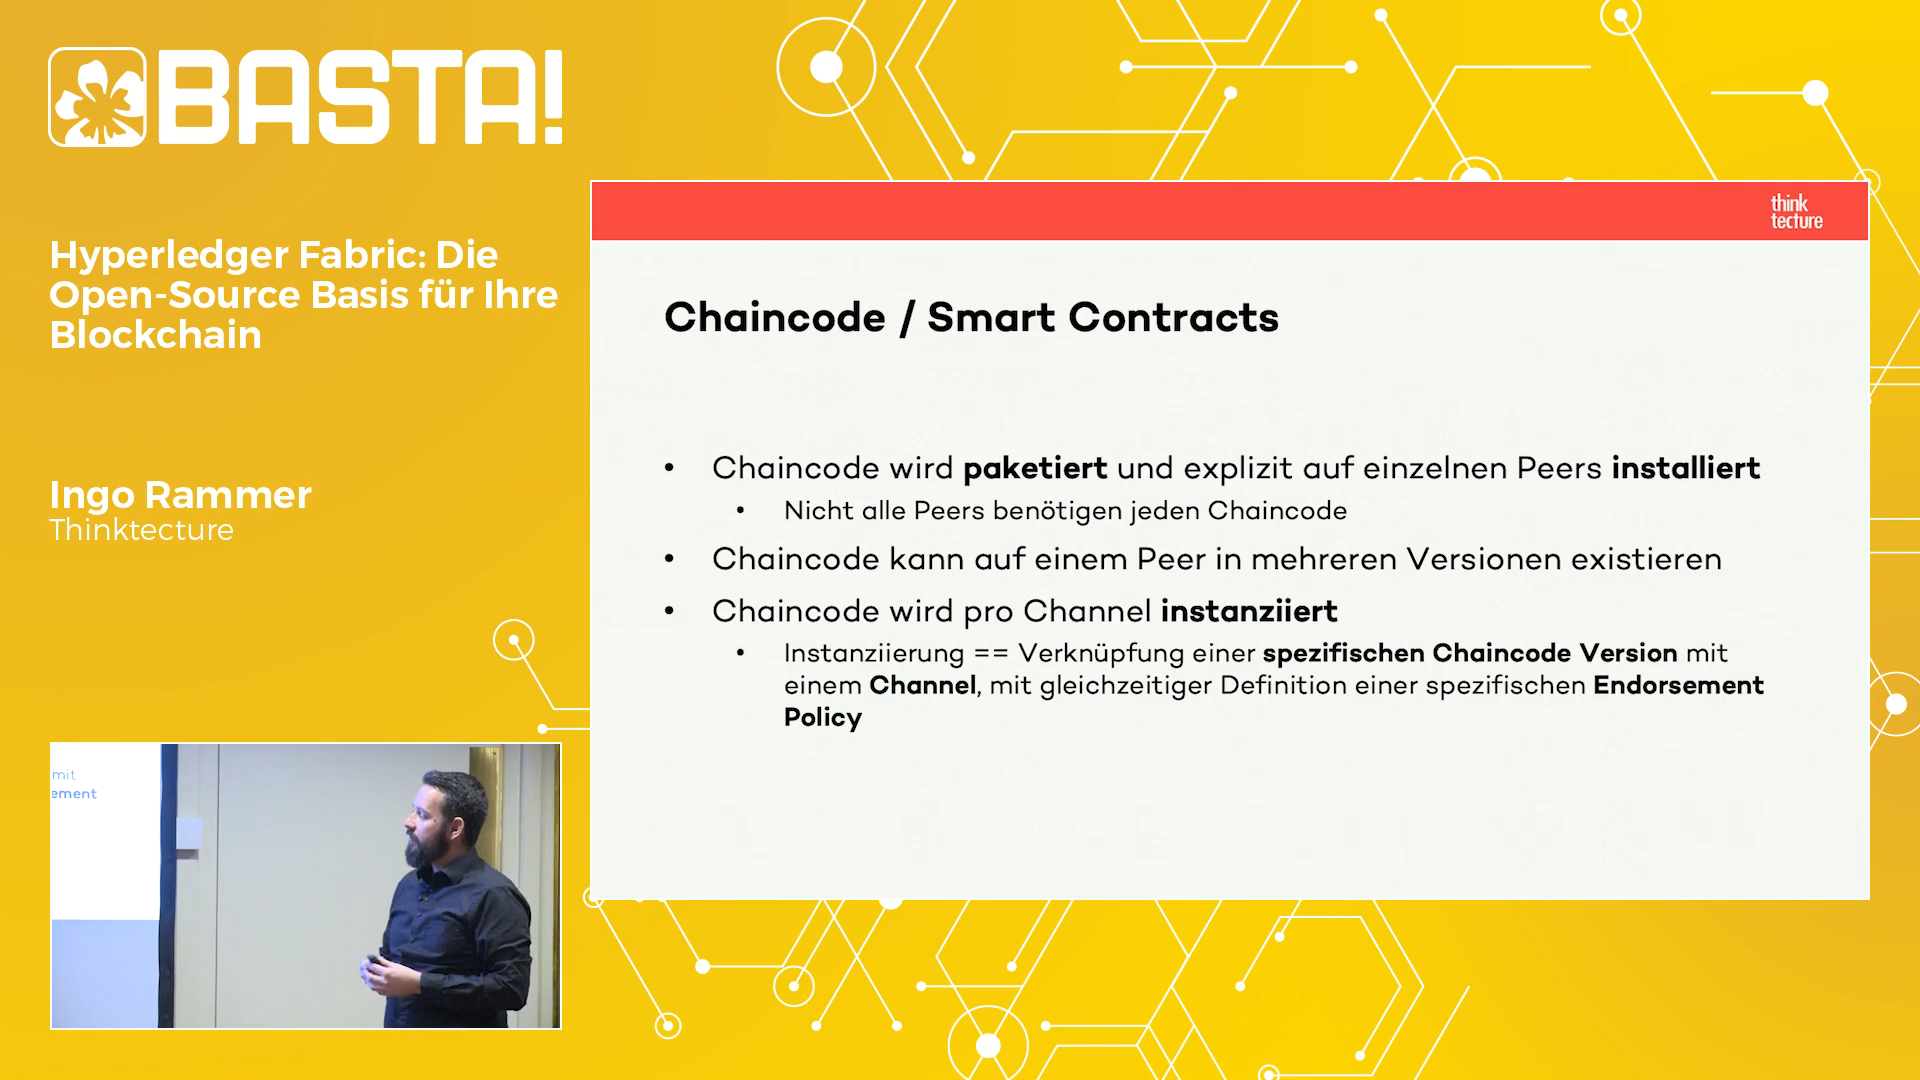 BASTA!
Hyperledger Fabric: Die
Open-Source Basis für Ihre
Blockchain
Ingo Rammer
Thinktecture
think
tecture
Chaincode / Smart Contracts
• Chaincode wird paketiert und explizit auf einzelnen Peers installiert
• Nicht alle Peers benötigen jeden Chaincode
• Chaincode kann auf einem Peer in mehreren Versionen existieren
• Chaincode wird pro Channel instanziiert
• Instanziierung == Verknüpfung einer spezifischen Chaincode Version mit
einem Channel, mit gleichzeitiger Definition einer spezifischen Endorsement
Policy
mit
ement